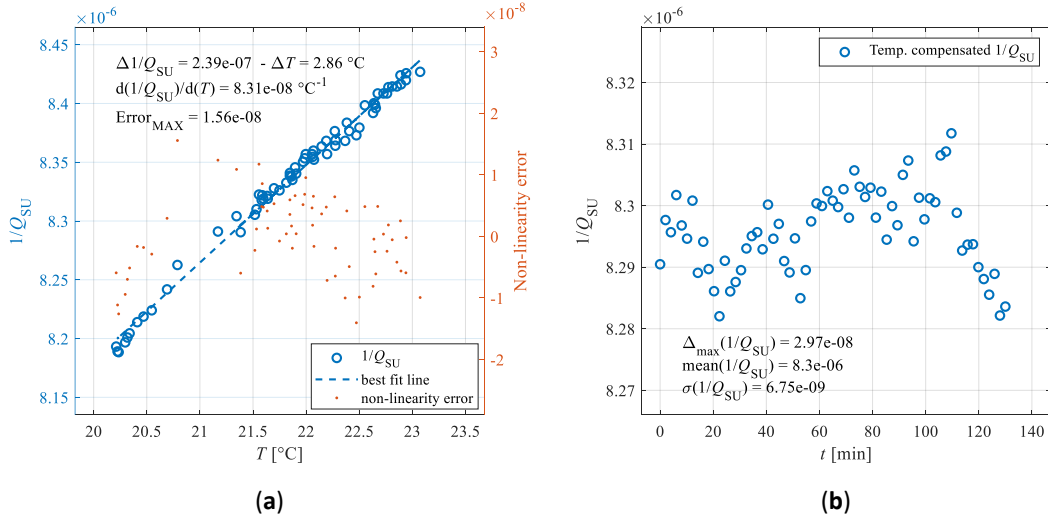 ×10⁻⁶
×10⁻⁸
8.45
8.4
8.35
8.3
8.25
8.2
8.15
1/Q_SU
Δ1/Q_SU = 2.39e-07 - ΔT = 2.86 °C
d(1/Q_SU)/d(T) = 8.31e-08 °C⁻¹
Error_MAX = 1.56e-08
3
2
1
0
-1
-2
Non-linearity error
1/Q_SU
best fit line
non-linearity error
20
20.5
21
21.5
22
22.5
23
23.5
T [°C]
(a)
×10⁻⁶
8.32
8.31
8.3
8.29
8.28
8.27
1/Q_SU
Temp. compensated 1/Q_SU
Δ_max(1/Q_SU) = 2.97e-08
mean(1/Q_SU) = 8.3e-06
σ(1/Q_SU) = 6.75e-09
0
20
40
60
80
100
120
140
t [min]
(b)